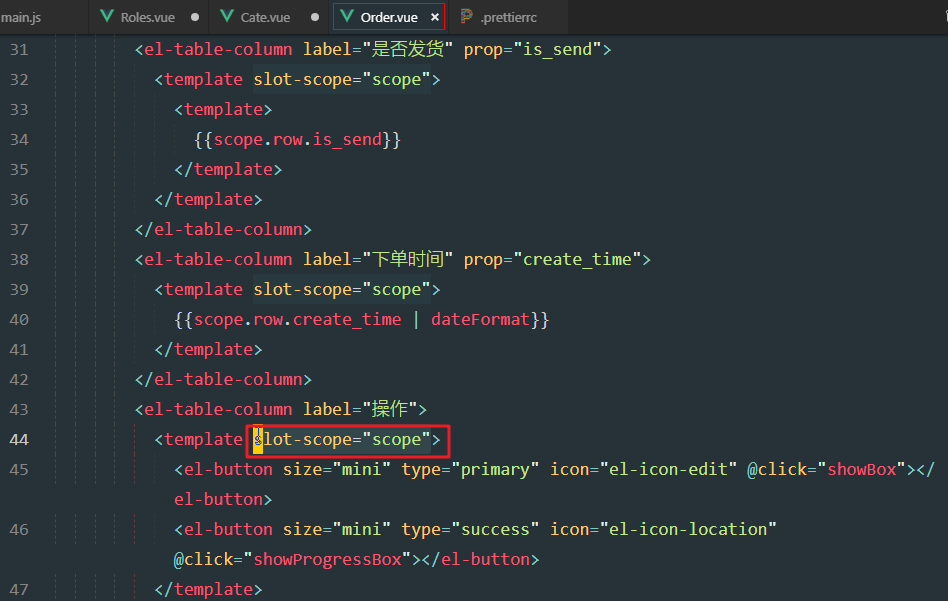 main.js Roles.vue Cate.vue Order.vue × .prettierrc
31 <el-table-column label="是否发货" prop="is_send">
32 <template slot-scope="scope">
33 <template>
34 {{scope.row.is_send}}
35 </template>
36 </template>
37 </el-table-column>
38 <el-table-column label="下单时间" prop="create_time">
39 <template slot-scope="scope">
40 {{scope.row.create_time | dateFormat}}
41 </template>
42 </el-table-column>
43 <el-table-column label="操作">
44 <template slot-scope="scope">
45 <el-button size="mini" type="primary" icon="el-icon-edit" @click="showBox"></
el-button>
46 <el-button size="mini" type="success" icon="el-icon-location"
@click="showProgressBox"></el-button>
47 </template>